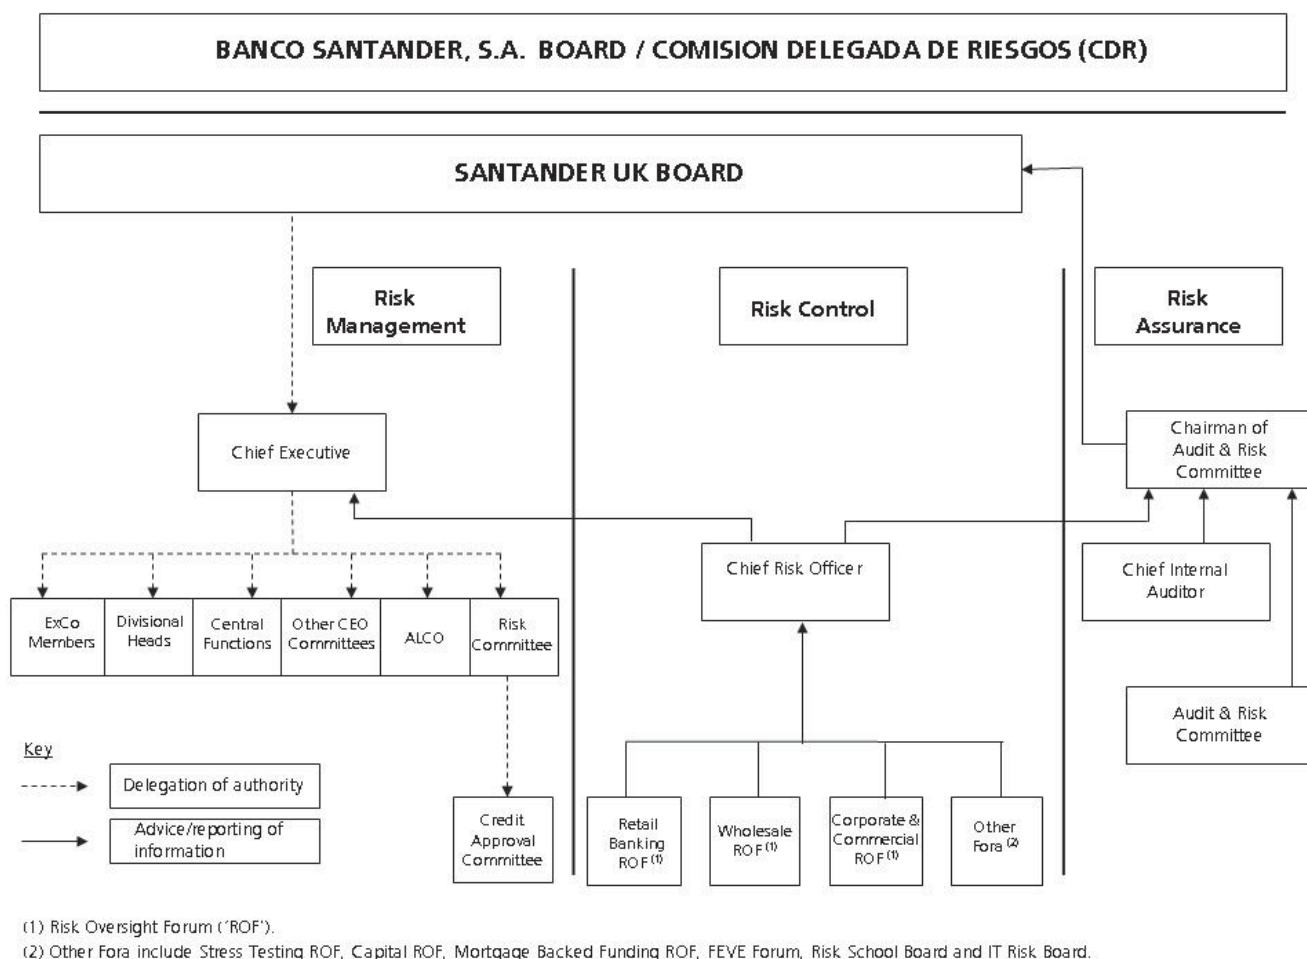 BANCO SANTANDER, S.A. BOARD / COMISION DELEGADA DE RIESGOS (CDR)
SANTANDER UK BOARD
Risk
Management
Risk Control
Risk
Assurance
Chief Executive
Chairman of
Audit & Risk
Committee
Chief Risk Officer
Chief Internal
Auditor
ExCo
Members
Divisional
Heads
Central
Functions
Other CEO
Committees
ALCO
Risk
Committee
Audit & Risk
Committee
Key
Delegation of authority
Advice/reporting of
information
Credit
Approval
Committee
Retail
Banking
ROF (1)
Wholesale
ROF (1)
Corporate &
Commercial
ROF (1)
Other
Fora (2)
(1) Risk Oversight Forum ('ROF').
(2) Other Fora include Stress Testing ROF, Capital ROF, Mortgage Backed Funding ROF, FEVE Forum, Risk School Board and IT Risk Board.